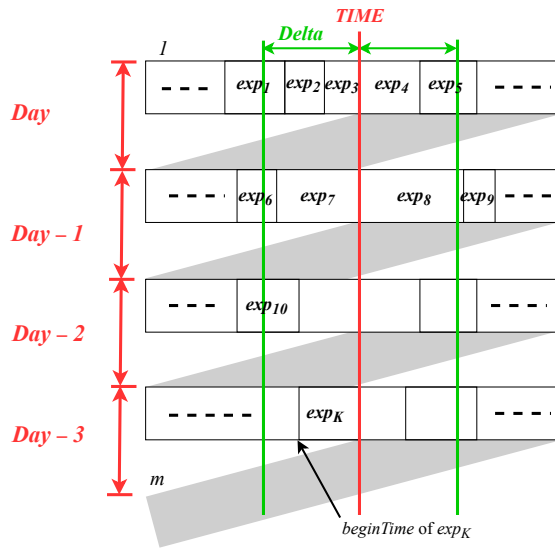 TIME
Delta
l
Day
exp1 exp2 exp3 exp4 exp5
Day – 1
exp6 exp7 exp8 exp9
Day – 2
exp10
Day – 3
expK
m
beginTime of expK